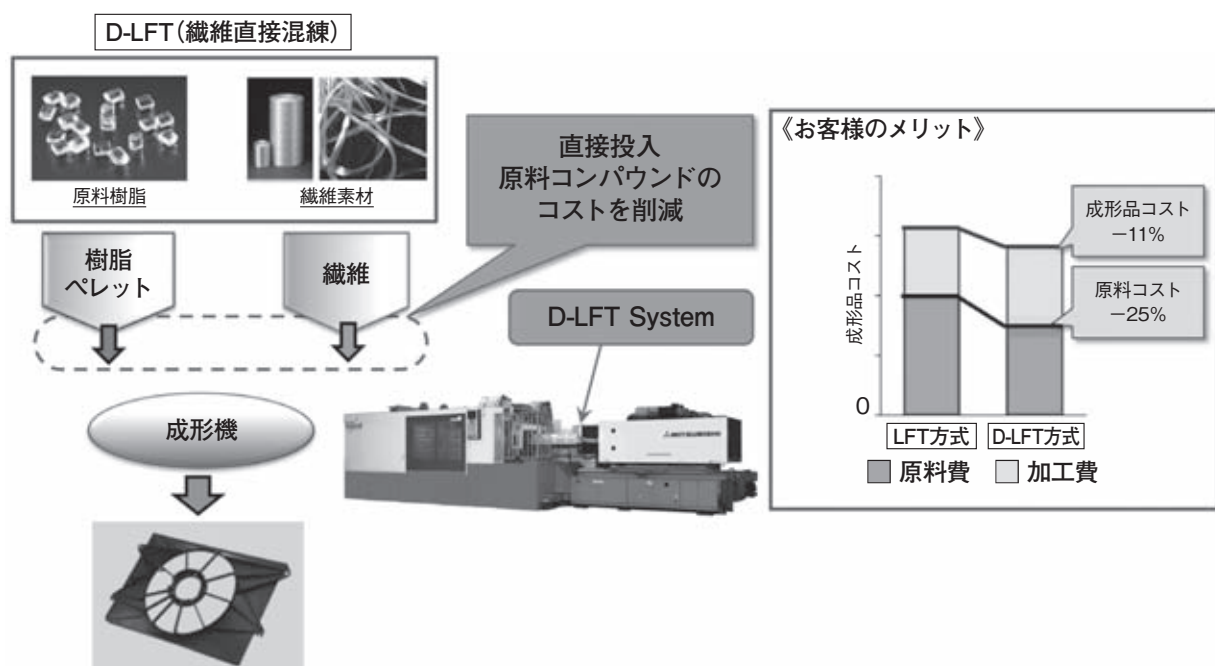 D-LFT(繊維直接混練)
原料樹脂
繊維素材
樹脂
ペレット
繊維
直接投入
原料コンパウンドの
コストを削減
D-LFT System
成形機
MITSUBISHI
《お客様のメリット》
成形品コスト
0
成形品コスト
−11%
原料コスト
−25%
LFT方式
D-LFT方式
原料費
加工費